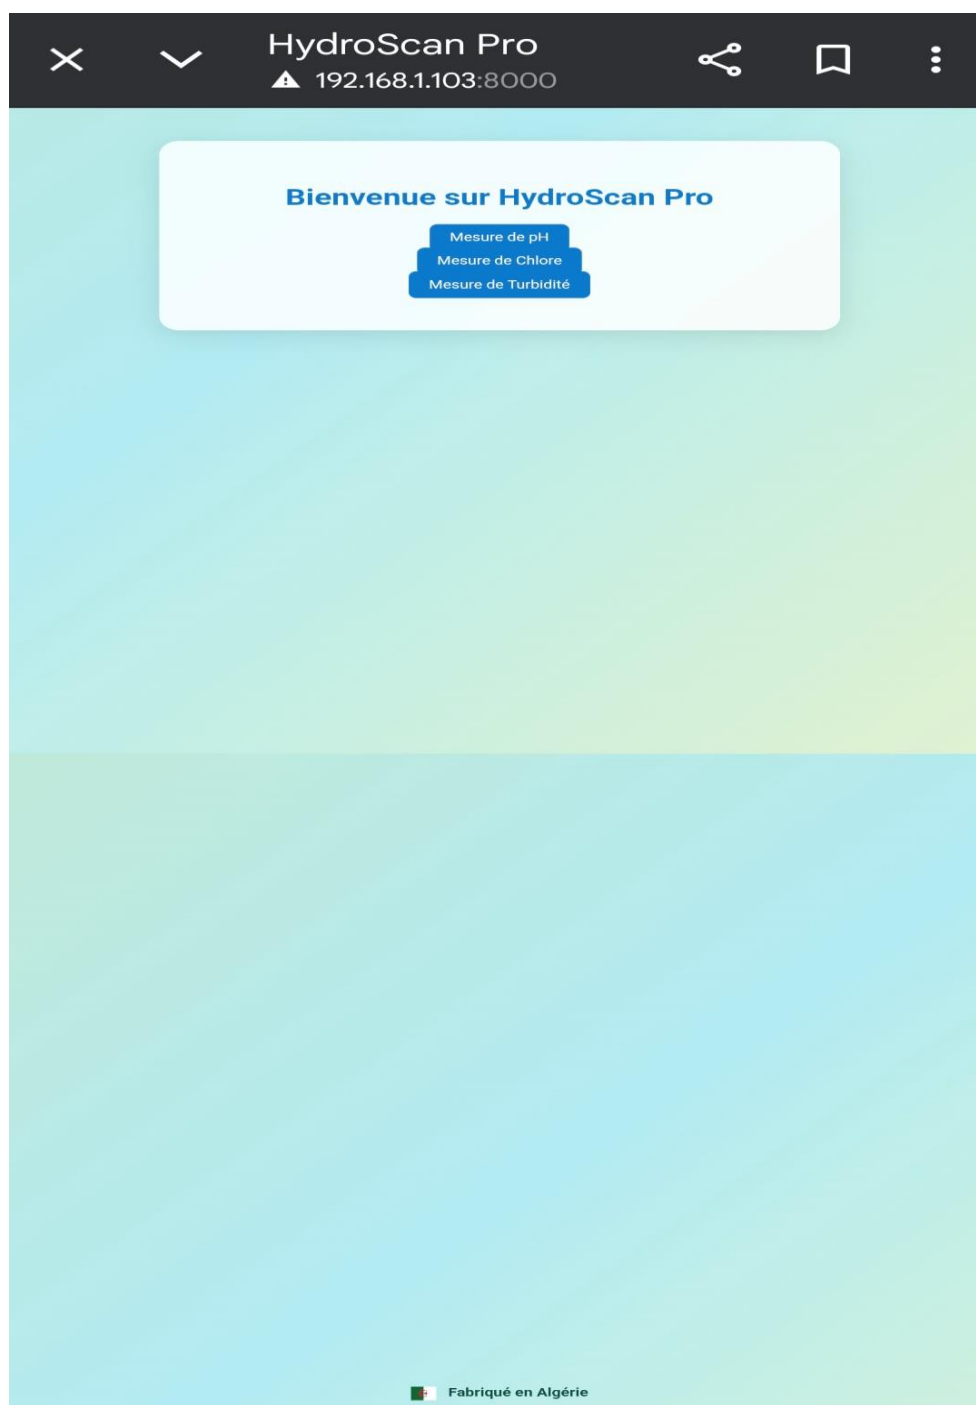 HydroScan Pro
192.168.1.103:8000
Bienvenue sur HydroScan Pro
Mesure de pH
Mesure de Chlore
Mesure de Turbidité
Fabriqué en Algérie